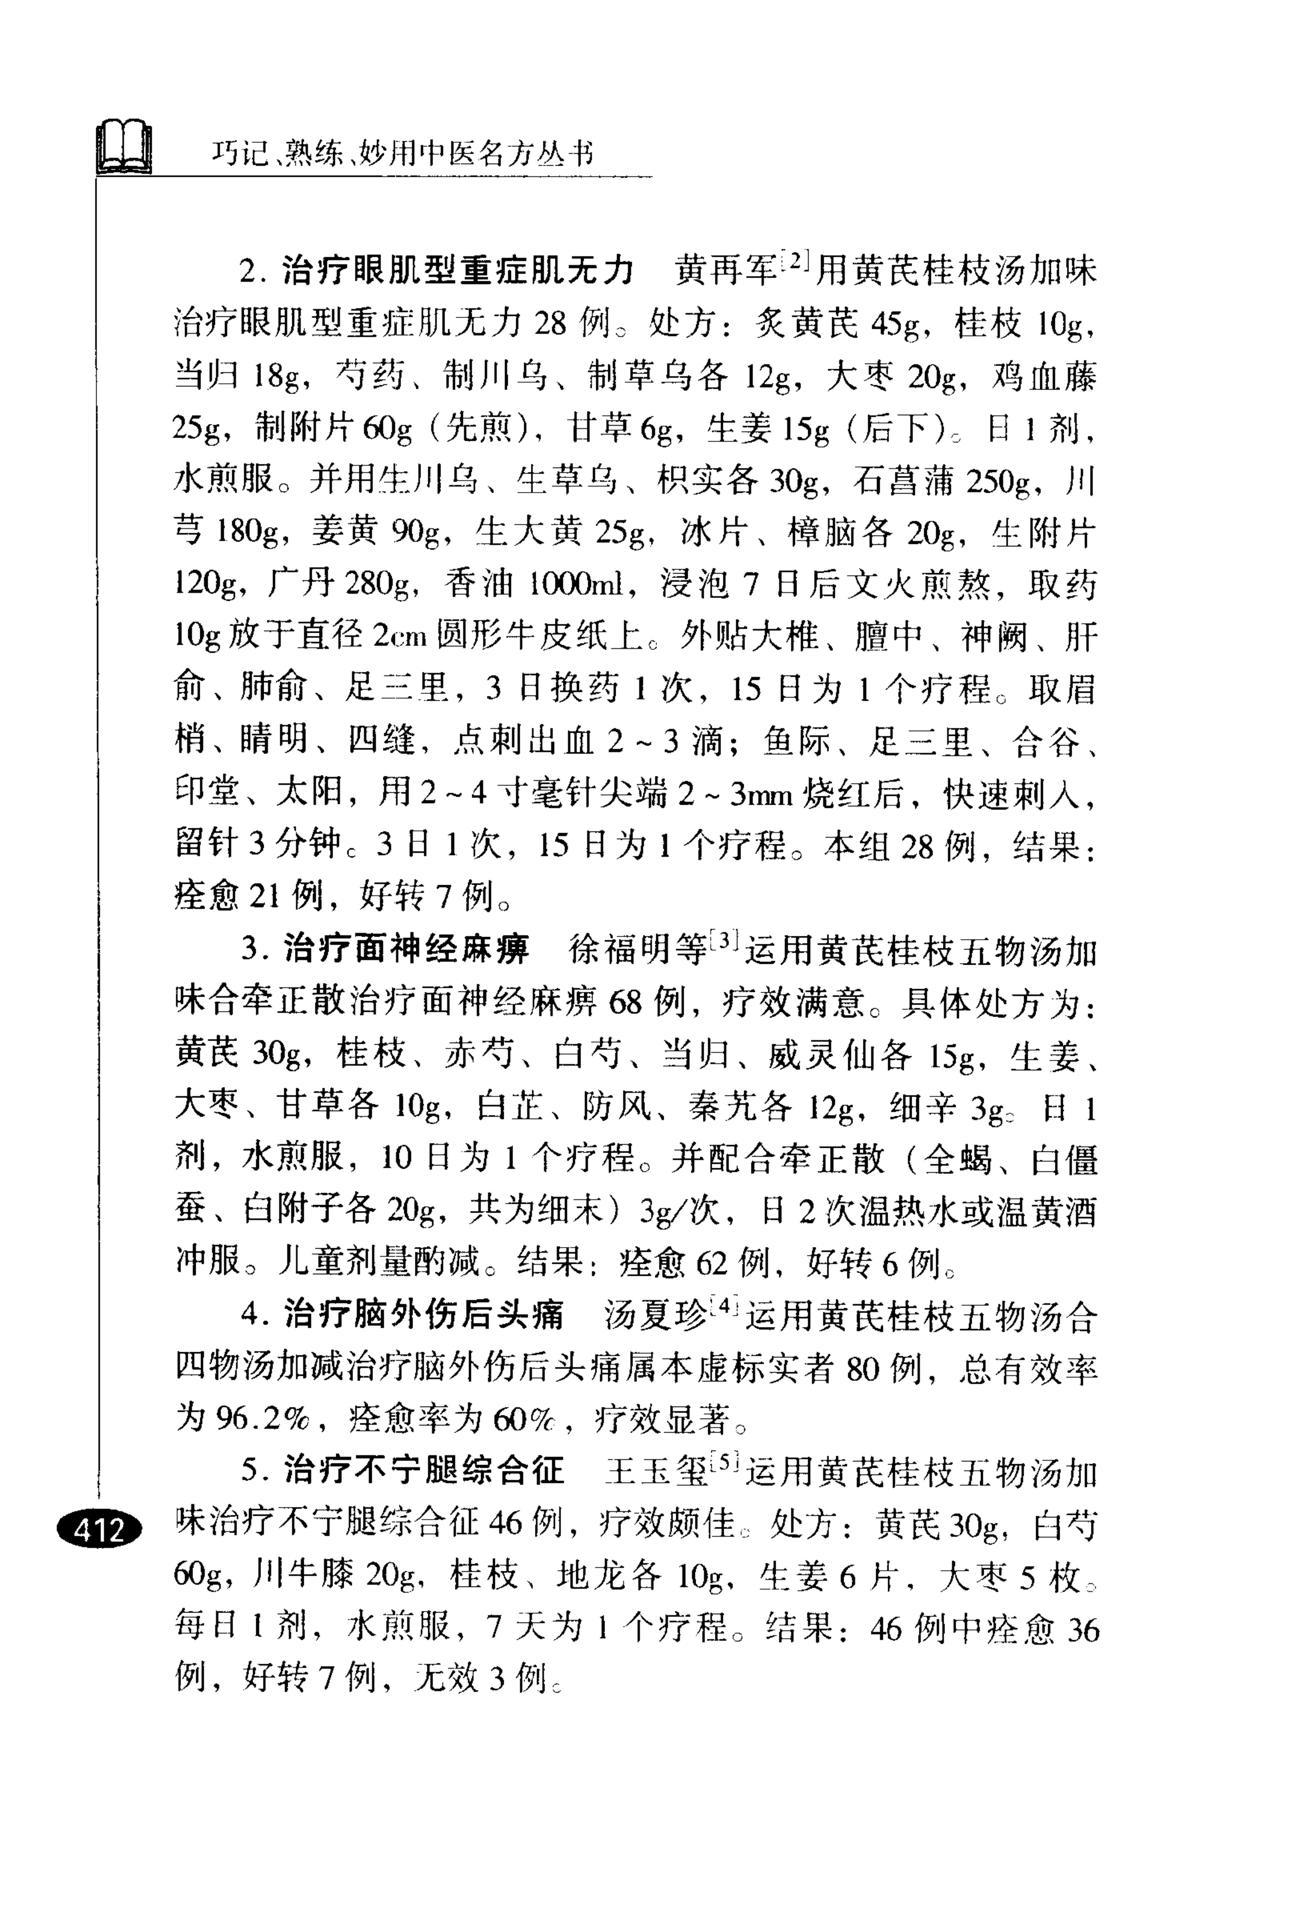 巧记、熟练、妙用中医名方丛书
2. 治疗眼肌型重症肌无力　黄再军[2]用黄芪桂枝汤加味
治疗眼肌型重症肌无力 28 例。处方：炙黄芪 45g，桂枝 10g，
当归 18g，芍药、制川乌、制草乌各 12g，大枣 20g，鸡血藤
25g，制附片 60g（先煎），甘草 6g，生姜 15g（后下）。日 1 剂，
水煎服。并用生川乌、生草乌、枳实各 30g，石菖蒲 250g，川
芎 180g，姜黄 90g，生大黄 25g，冰片、樟脑各 20g，生附片
120g，广丹 280g，香油 1000ml，浸泡 7 日后文火煎熬，取药
10g 放于直径 2cm 圆形牛皮纸上。外贴大椎、膻中、神阙、肝
俞、肺俞、足三里，3 日换药 1 次，15 日为 1 个疗程。取眉
梢、睛明、四缝，点刺出血 2～3 滴；鱼际、足三里、合谷、
印堂、太阳，用 2～4 寸毫针尖端 2～3mm 烧红后，快速刺入，
留针 3 分钟。3 日 1 次，15 日为 1 个疗程。本组 28 例，结果：
痊愈 21 例，好转 7 例。
3. 治疗面神经麻痹　徐福明等[3]运用黄芪桂枝五物汤加
味合牵正散治疗面神经麻痹 68 例，疗效满意。具体处方为：
黄芪 30g，桂枝、赤芍、白芍、当归、威灵仙各 15g，生姜、
大枣、甘草各 10g，白芷、防风、秦艽各 12g，细辛 3g。日 1
剂，水煎服，10 日为 1 个疗程。并配合牵正散（全蝎、白僵
蚕、白附子各 20g，共为细末）3g/次，日 2 次温热水或温黄酒
冲服。儿童剂量酌减。结果：痊愈 62 例，好转 6 例。
4. 治疗脑外伤后头痛　汤夏珍[4]运用黄芪桂枝五物汤合
四物汤加减治疗脑外伤后头痛属本虚标实者 80 例，总有效率
为 96.2%，痊愈率为 60%，疗效显著。
5. 治疗不宁腿综合征　王玉玺[5]运用黄芪桂枝五物汤加
味治疗不宁腿综合征 46 例，疗效颇佳。处方：黄芪 30g，白芍
60g，川牛膝 20g，桂枝、地龙各 10g，生姜 6 片，大枣 5 枚。
每日 1 剂，水煎服，7 天为 1 个疗程。结果：46 例中痊愈 36
例，好转 7 例，无效 3 例。
412